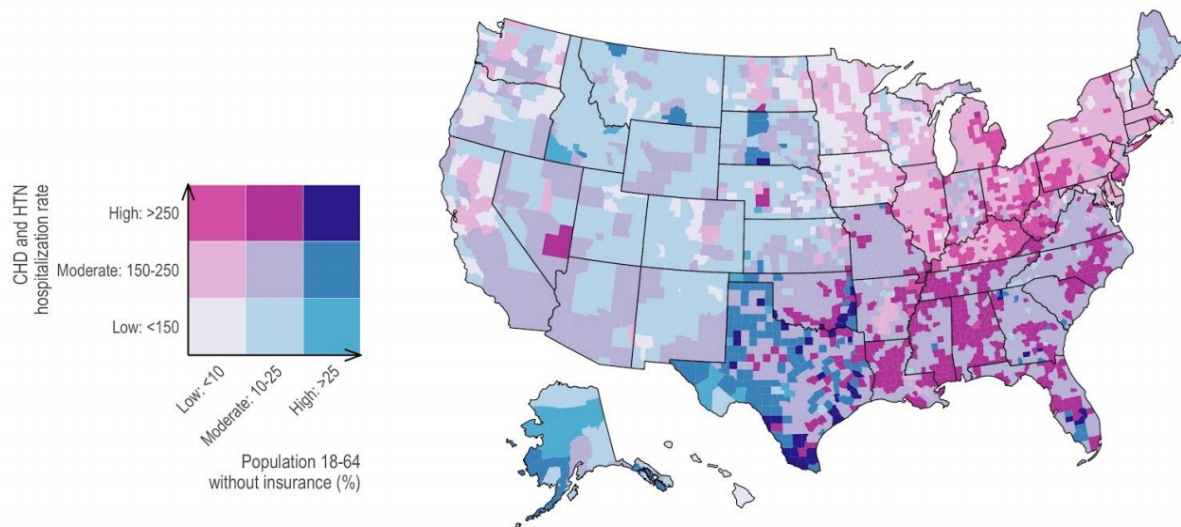 CHD and HTN
hospitalization rate
High: >250
Moderate: 150-250
Low: <150
Low: <10
Moderate: 10-25
High: >25
Population 18-64
without insurance (%)